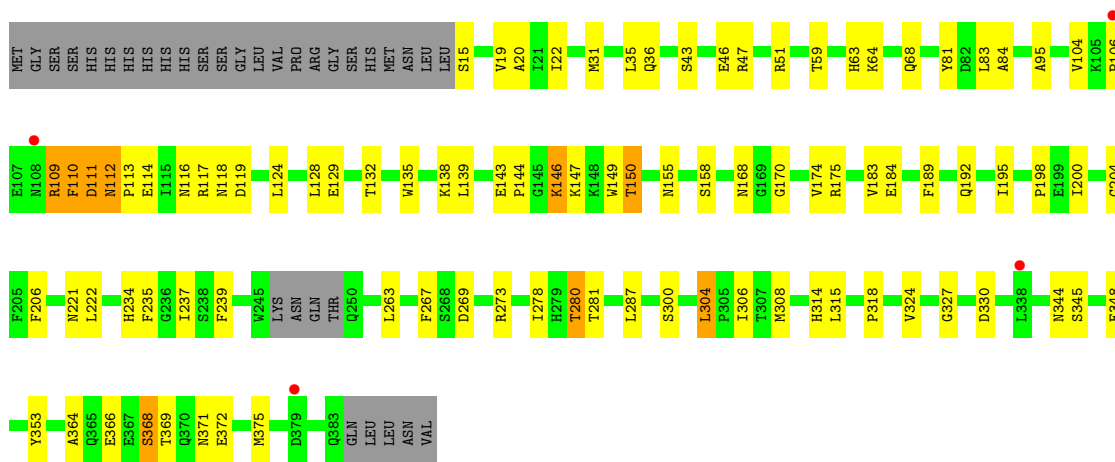 MET GLY SER SER HIS HIS HIS HIS HIS HIS SER SER GLY LEU VAL PRO ARG GLY SER HIS MET ASN LEU LEU S15 V19 A20 I21 I22 M31 L35 Q36 S43 E46 R47 R51 T59 H63 K64 Q68 Y81 D82 L83 A84 A95 V104 K105
E107 N108 R109 F110 D111 N112 P113 E114 I115 N116 R117 N118 D119 L124 L128 E129 T132 W135 K138 L139 E143 P144 G145 K146 K147 K148 W149 T150 N155 S158 N168 G169 G170 V174 R175 V183 E184 F189 Q192 I195 P198 E199 I200
F205 F206 N221 L222 H234 F235 G236 I237 S238 F239 W245 LYS ASN GLN THR Q250 L263 F267 S268 D269 R273 I278 H279 T280 T281 L287 S300 L304 P305 I306 T307 M308 H314 L315 P318 V324 G327 D330 L338 N344 S345
Y353 A364 Q365 E366 E367 S368 T369 Q370 N371 E372 M375 D379 Q383 GLN LEU LEU ASN VAL